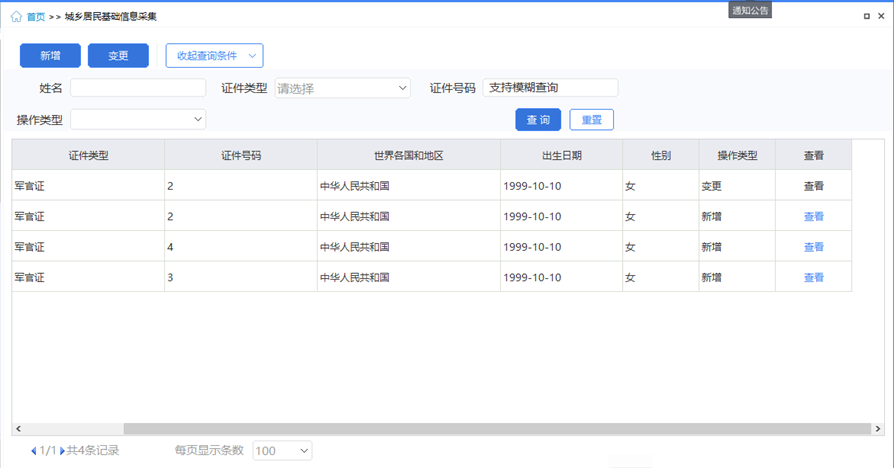 通知公告
首页 >> 城乡居民基础信息采集
新增 变更 收起查询条件
姓名 证件类型 请选择 证件号码 支持模糊查询
操作类型 查 询 重置
证件类型 证件号码 世界各国和地区 出生日期 性别 操作类型 查看
军官证 2 中华人民共和国 1999-10-10 女 变更 查看
军官证 2 中华人民共和国 1999-10-10 女 新增 查看
军官证 4 中华人民共和国 1999-10-10 女 新增 查看
军官证 3 中华人民共和国 1999-10-10 女 新增 查看
1/1 共4条记录 每页显示条数 100